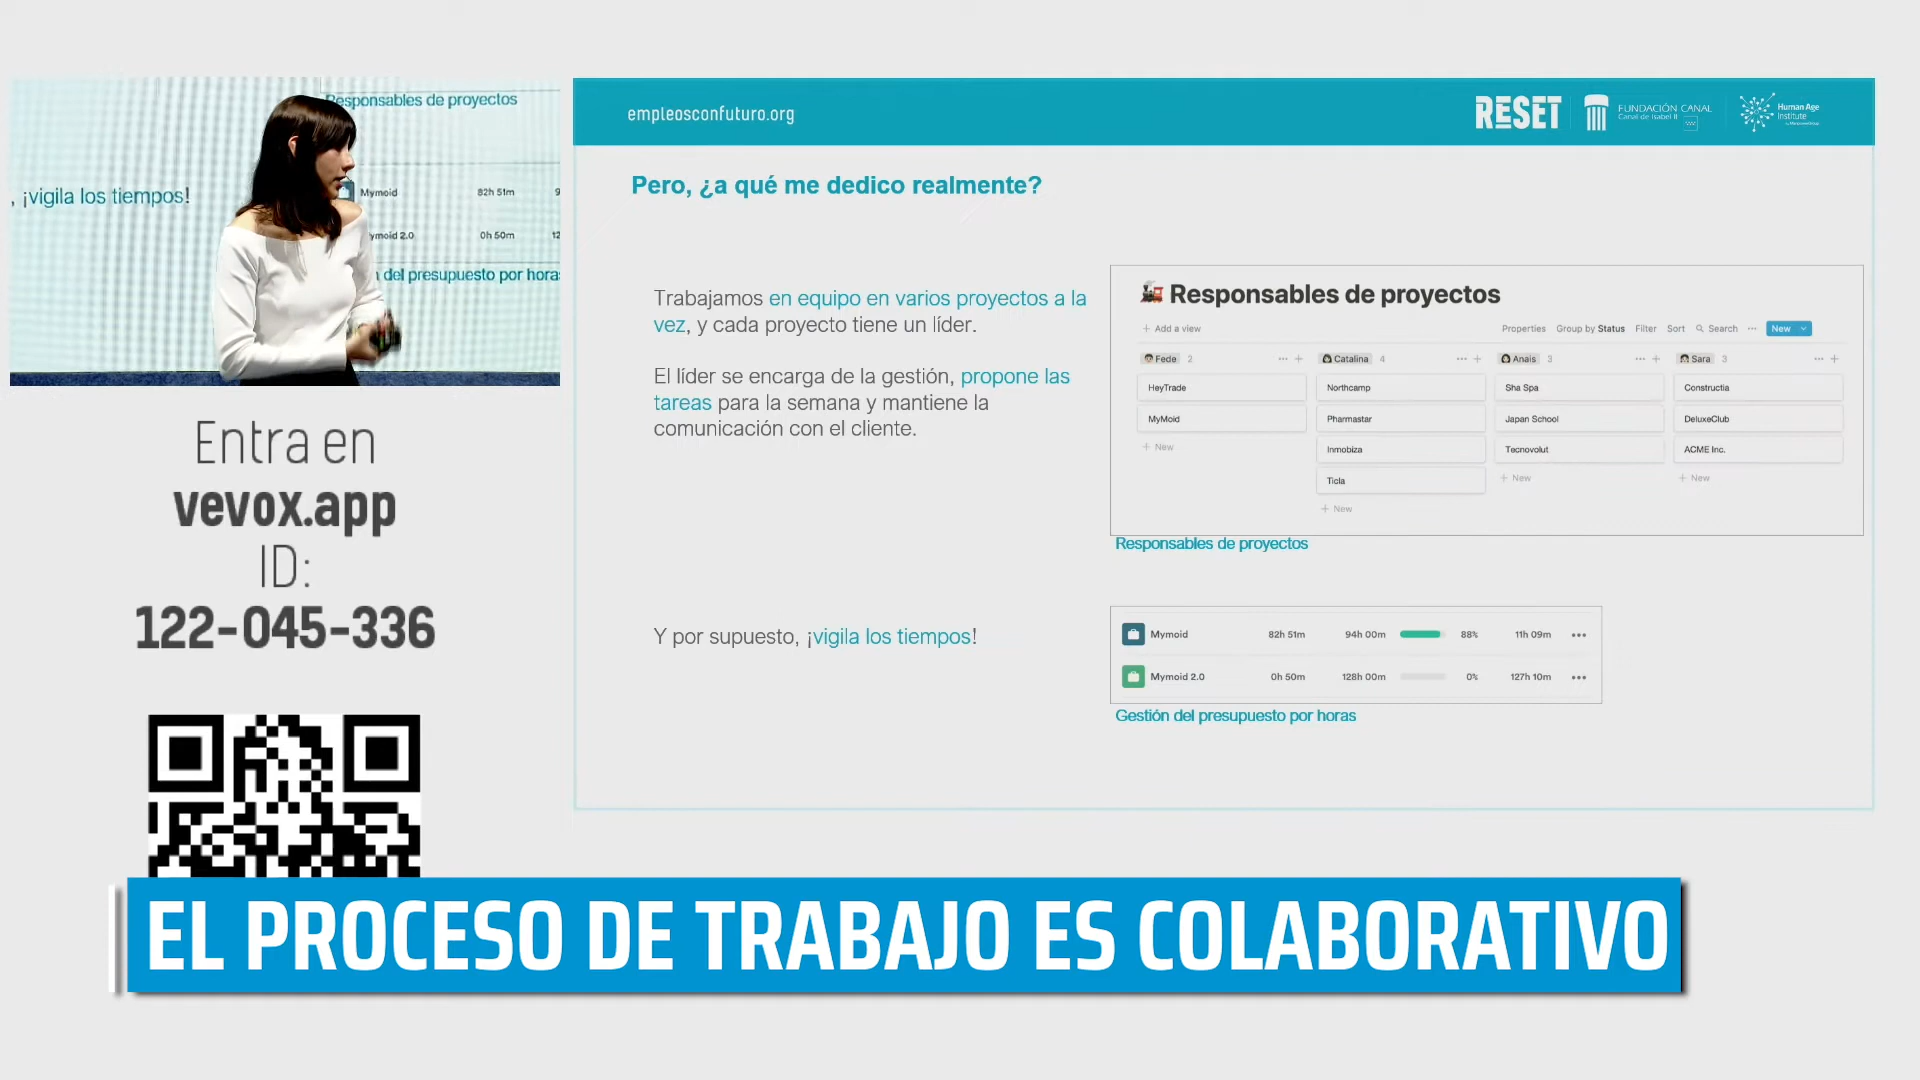 Responsables de proyectos
, ¡vigila los tiempos!
Mymoid 82h 51m 9
ymoid 2.0 0h 50m 12
del presupuesto por horas
Entra en
vevox.app
ID:
122-045-336
empleosconfuturo.org
RESET
FUNDACIÓN CANAL
Canal de Isabel II
Human Age
Institute
Pero, ¿a qué me dedico realmente?
Trabajamos en equipo en varios proyectos a la
vez, y cada proyecto tiene un líder.
El líder se encarga de la gestión, propone las
tareas para la semana y mantiene la
comunicación con el cliente.
Y por supuesto, ¡vigila los tiempos!
Responsables de proyectos
+ Add a view
Properties Group by Status Filter Sort Search ··· New
Fede 2 ··· +
HeyTrade
MyMoid
+ New
Catalina 4 ··· +
Northcamp
Pharmastar
Inmobiza
Ticla
+ New
Anais 3 ··· +
Sha Spa
Japan School
Tecnovolut
+ New
Sara 3 ··· +
Constructia
DeluxeClub
ACME Inc.
+ New
Responsables de proyectos
Mymoid 82h 51m 94h 00m 88% 11h 09m •••
Mymoid 2.0 0h 50m 128h 00m 0% 127h 10m •••
Gestión del presupuesto por horas
EL PROCESO DE TRABAJO ES COLABORATIVO